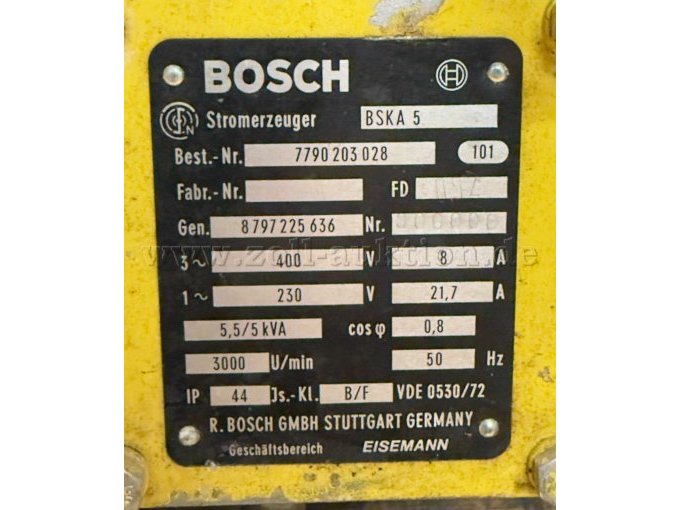 BOSCH
Stromerzeuger BSKA 5
Best.-Nr. 7790 203 028 101
Fabr.-Nr. FD
Gen. 8 797 225 636 Nr.
www.zoll-auktion.de
3~ 400 V 8 A
1~ 230 V 21,7 A
5,5/5 kVA cos φ 0,8
3000 U/min 50 Hz
IP 44 Js.-Kl. B/F VDE 0530/72
R. BOSCH GMBH STUTTGART GERMANY
Geschäftsbereich EISEMANN